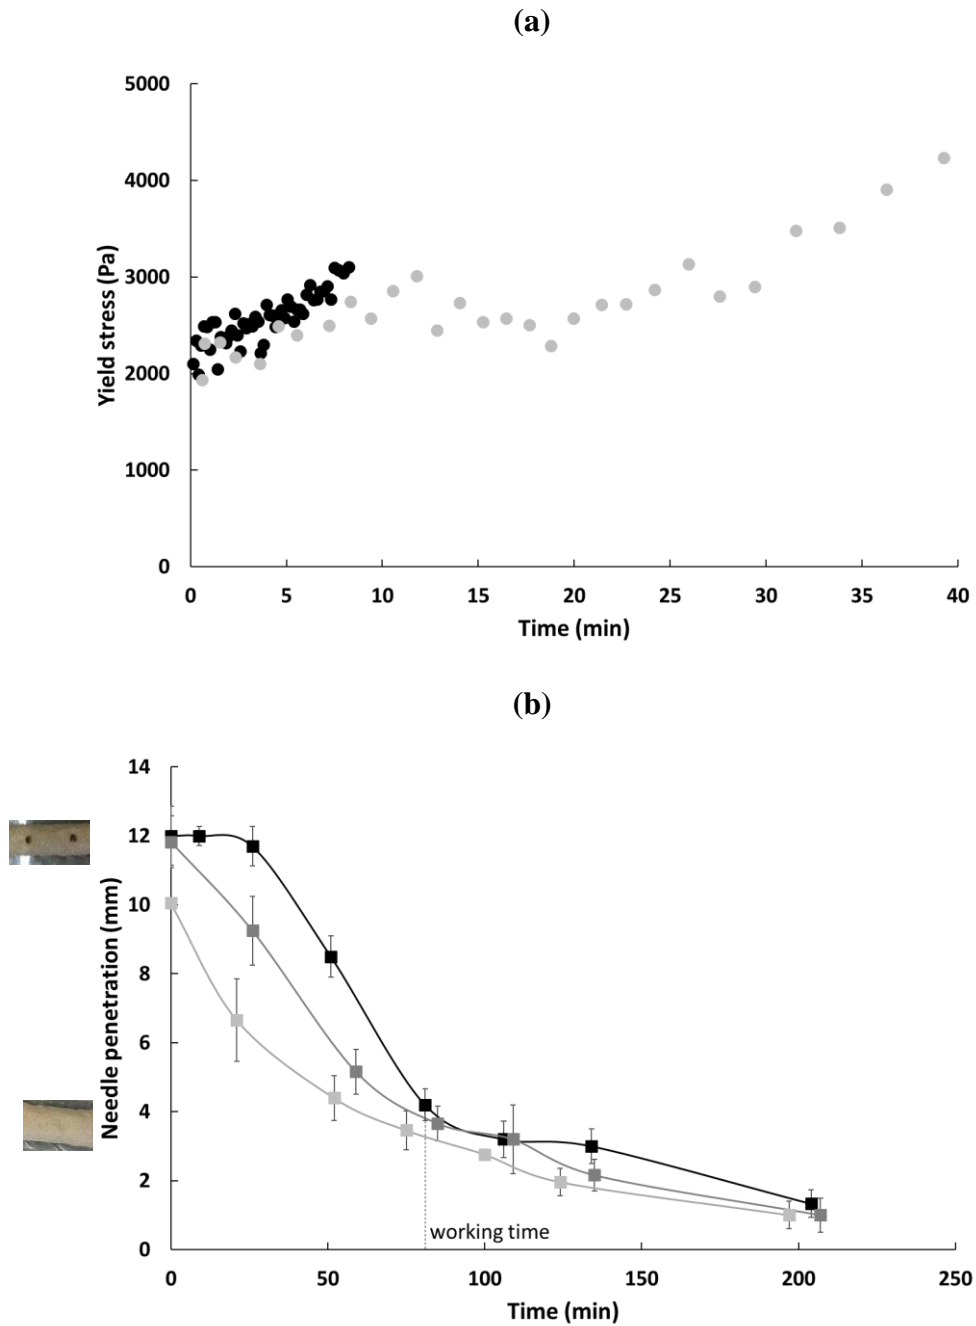 (a)
5000
4000
3000
2000
1000
0
Yield stress (Pa)
0 5 10 15 20 25 30 35 40
Time (min)
(b)
14
12
10
8
6
4
2
0
Needle penetration (mm)
working time
0 50 100 150 200 250
Time (min)